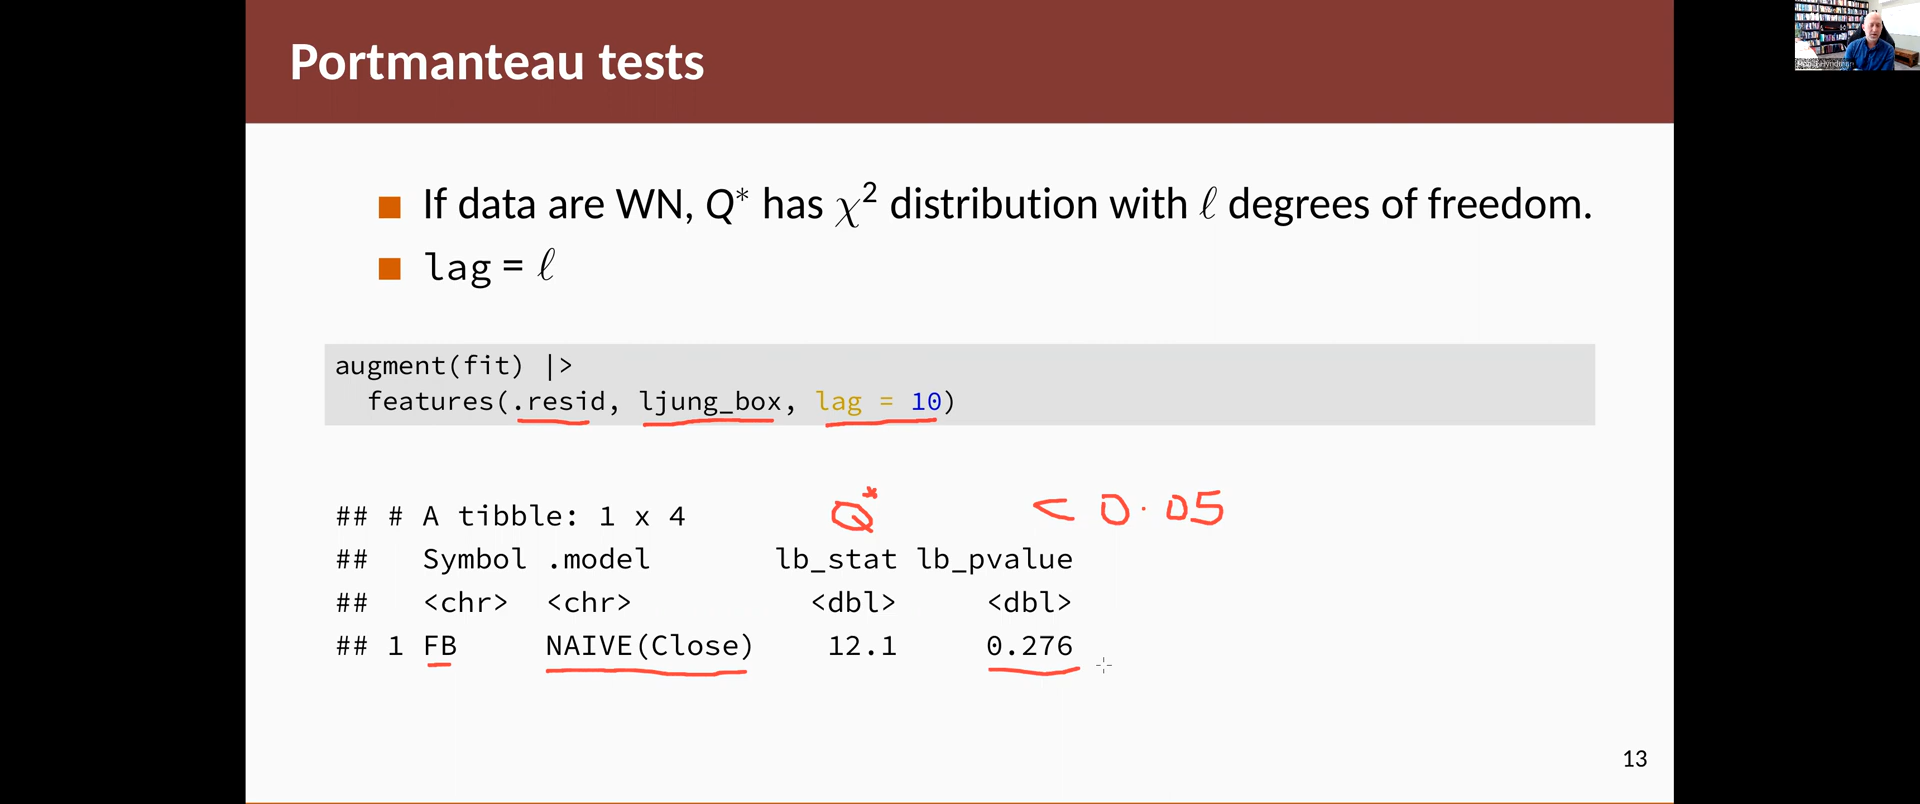 Portmanteau tests
If data are WN, Q* has χ² distribution with ℓ degrees of freedom.
lag = ℓ
augment(fit) |>
features(.resid, ljung_box, lag = 10)
Q* < 0.05
## # A tibble: 1 x 4
## Symbol .model lb_stat lb_pvalue
## <chr> <chr> <dbl> <dbl>
## 1 FB NAIVE(Close) 12.1 0.276
13